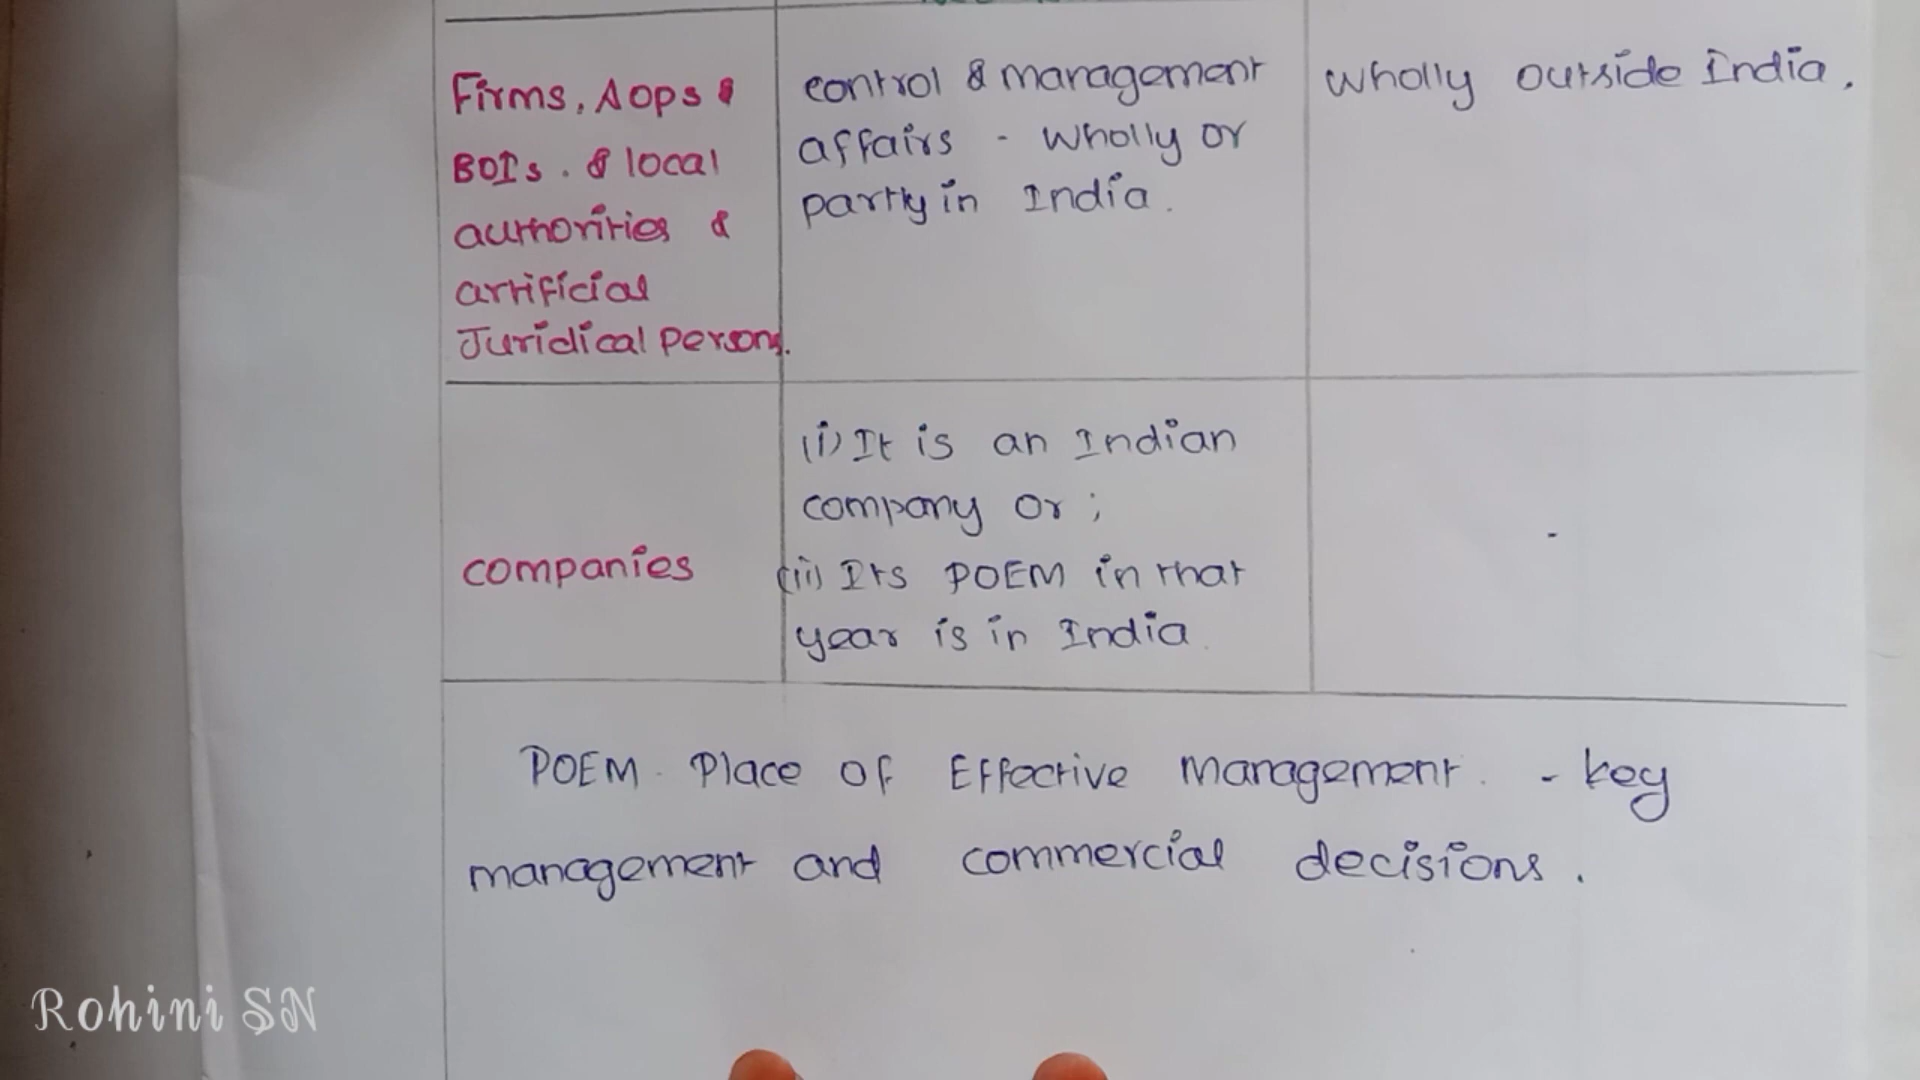 Firms, Aops &
BOIs. & local
authorities &
artificial
Juridical persons.
control & management
affairs - wholly or
partly in India.
wholly outside India.
companies
(i) It is an Indian
company or ;
(ii) Its POEM in that
year is in India.
-
POEM. Place OF Effective Management. - key
management and commercial decisions.
Rohini SN